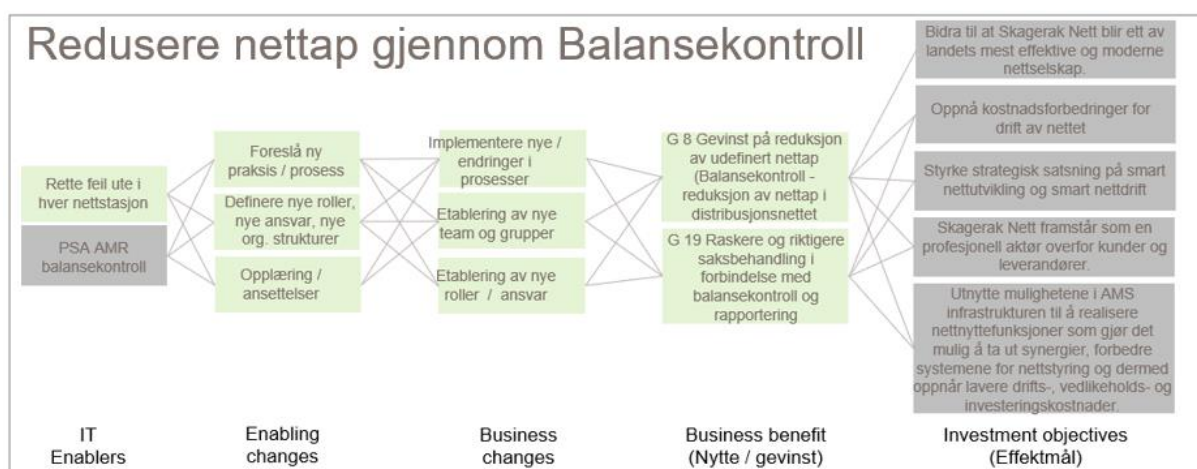 Redusere nettap gjennom Balansekontroll
Rette feil ute i
hver nettstasjon
PSA AMR
balansekontroll
IT
Enablers
Foreslå ny
praksis / prosess
Definere nye roller,
nye ansvar, nye
org. strukturer
Opplæring /
ansettelser
Enabling
changes
Implementere nye /
endringer i
prosesser
Etablering av nye
team og grupper
Etablering av nye
roller / ansvar
Business
changes
G 8 Gevinst på reduksjon
av udefinert nettap
(Balansekontroll -
reduksjon av nettap i
distribusjonsnettet
G 19 Raskere og riktigere
saksbehandling i
forbindelse med
balansekontroll og
rapportering
Business benefit
(Nytte / gevinst)
Bidra til at Skagerak Nett blir ett av
landets mest effektive og moderne
nettselskap.
Oppnå kostnadsforbedringer for
drift av nettet
Styrke strategisk satsning på smart
nettutvikling og smart nettdrift
Skagerak Nett framstår som en
profesjonell aktør overfor kunder og
leverandører.
Utnytte mulighetene i AMS
infrastrukturen til å realisere
nettnyttefunksjoner som gjør det
mulig å ta ut synergier, forbedre
systemene for nettstyring og dermed
oppnår lavere drifts-, vedlikeholds- og
investeringskostnader.
Investment objectives
(Effektmål)